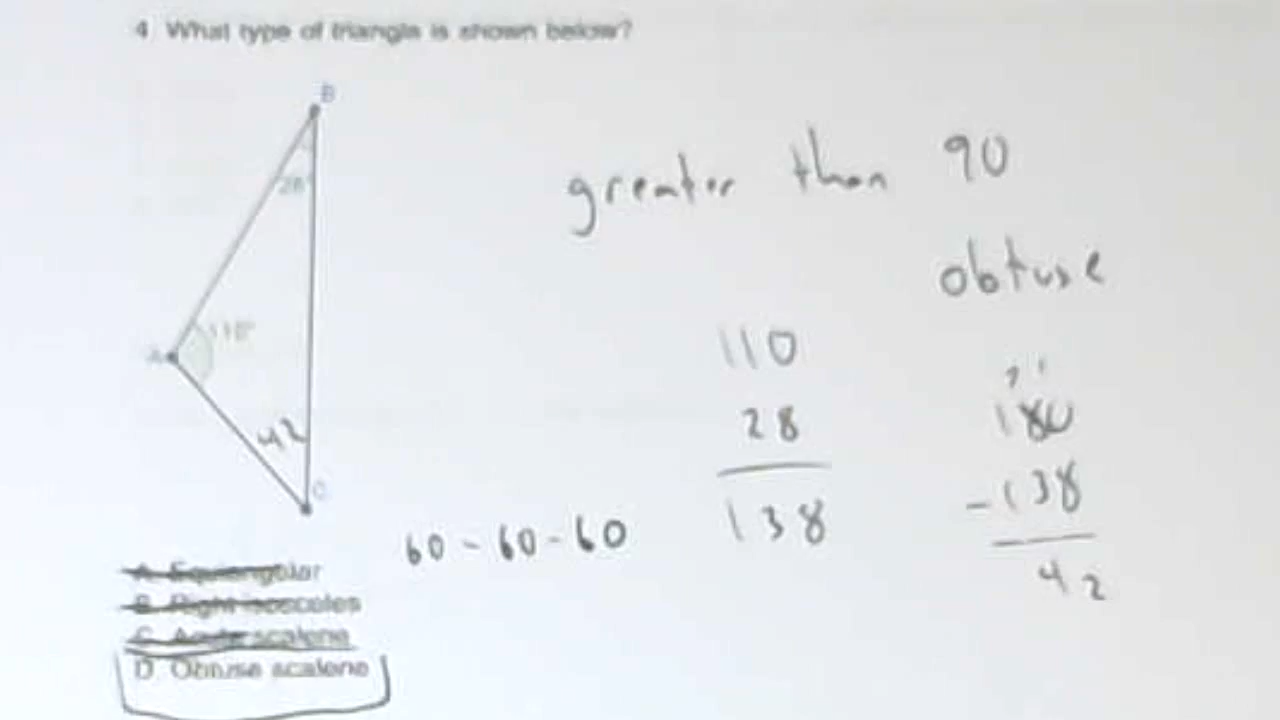 4 What type of triangle is shown below?
B
28
greater than 90
obtuse
A
110°
42
C
110
28
138
180
-138
42
60 - 60 - 60
A. Equiangular
B. Right isosceles
C. Acute scalene
D. Obtuse scalene